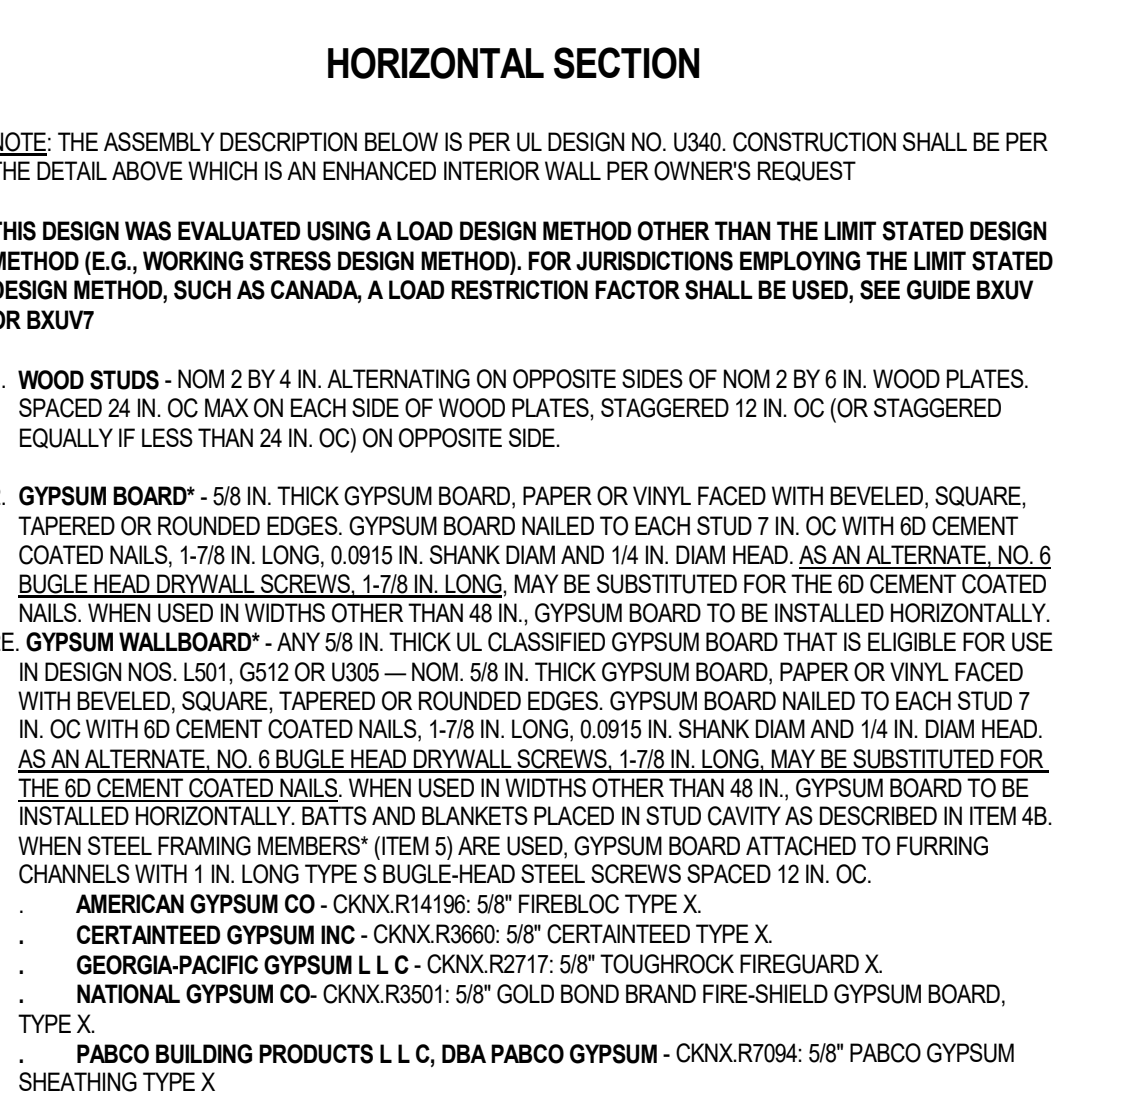 HORIZONTAL SECTION
NOTE: THE ASSEMBLY DESCRIPTION BELOW IS PER UL DESIGN NO. U340. CONSTRUCTION SHALL BE PER
THE DETAIL ABOVE WHICH IS AN ENHANCED INTERIOR WALL PER OWNER'S REQUEST
THIS DESIGN WAS EVALUATED USING A LOAD DESIGN METHOD OTHER THAN THE LIMIT STATED DESIGN
METHOD (E.G., WORKING STRESS DESIGN METHOD). FOR JURISDICTIONS EMPLOYING THE LIMIT STATED
DESIGN METHOD, SUCH AS CANADA, A LOAD RESTRICTION FACTOR SHALL BE USED, SEE GUIDE BXUV
OR BXUV7
. WOOD STUDS - NOM 2 BY 4 IN. ALTERNATING ON OPPOSITE SIDES OF NOM 2 BY 6 IN. WOOD PLATES.
SPACED 24 IN. OC MAX ON EACH SIDE OF WOOD PLATES, STAGGERED 12 IN. OC (OR STAGGERED
EQUALLY IF LESS THAN 24 IN. OC) ON OPPOSITE SIDE.
. GYPSUM BOARD* - 5/8 IN. THICK GYPSUM BOARD, PAPER OR VINYL FACED WITH BEVELED, SQUARE,
TAPERED OR ROUNDED EDGES. GYPSUM BOARD NAILED TO EACH STUD 7 IN. OC WITH 6D CEMENT
COATED NAILS, 1-7/8 IN. LONG, 0.0915 IN. SHANK DIAM AND 1/4 IN. DIAM HEAD. AS AN ALTERNATE, NO. 6
BUGLE HEAD DRYWALL SCREWS, 1-7/8 IN. LONG, MAY BE SUBSTITUTED FOR THE 6D CEMENT COATED
NAILS. WHEN USED IN WIDTHS OTHER THAN 48 IN., GYPSUM BOARD TO BE INSTALLED HORIZONTALLY.
E. GYPSUM WALLBOARD* - ANY 5/8 IN. THICK UL CLASSIFIED GYPSUM BOARD THAT IS ELIGIBLE FOR USE
IN DESIGN NOS. L501, G512 OR U305 — NOM. 5/8 IN. THICK GYPSUM BOARD, PAPER OR VINYL FACED
WITH BEVELED, SQUARE, TAPERED OR ROUNDED EDGES. GYPSUM BOARD NAILED TO EACH STUD 7
IN. OC WITH 6D CEMENT COATED NAILS, 1-7/8 IN. LONG, 0.0915 IN. SHANK DIAM AND 1/4 IN. DIAM HEAD.
AS AN ALTERNATE, NO. 6 BUGLE HEAD DRYWALL SCREWS, 1-7/8 IN. LONG, MAY BE SUBSTITUTED FOR
THE 6D CEMENT COATED NAILS. WHEN USED IN WIDTHS OTHER THAN 48 IN., GYPSUM BOARD TO BE
INSTALLED HORIZONTALLY. BATTS AND BLANKETS PLACED IN STUD CAVITY AS DESCRIBED IN ITEM 4B.
WHEN STEEL FRAMING MEMBERS* (ITEM 5) ARE USED, GYPSUM BOARD ATTACHED TO FURRING
CHANNELS WITH 1 IN. LONG TYPE S BUGLE-HEAD STEEL SCREWS SPACED 12 IN. OC.
. AMERICAN GYPSUM CO - CKNX.R14196: 5/8" FIREBLOC TYPE X.
. CERTAINTEED GYPSUM INC - CKNX.R3660: 5/8" CERTAINTEED TYPE X.
. GEORGIA-PACIFIC GYPSUM L L C - CKNX.R2717: 5/8" TOUGHROCK FIREGUARD X.
. NATIONAL GYPSUM CO- CKNX.R3501: 5/8" GOLD BOND BRAND FIRE-SHIELD GYPSUM BOARD,
TYPE X.
. PABCO BUILDING PRODUCTS L L C, DBA PABCO GYPSUM - CKNX.R7094: 5/8" PABCO GYPSUM
SHEATHING TYPE X